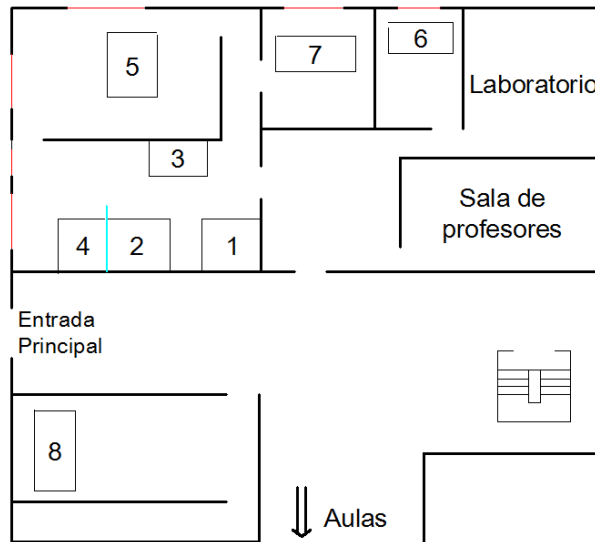 5
7
6
Laboratorio
3
Sala de
profesores
4
2
1
Entrada
Principal
8
Aulas